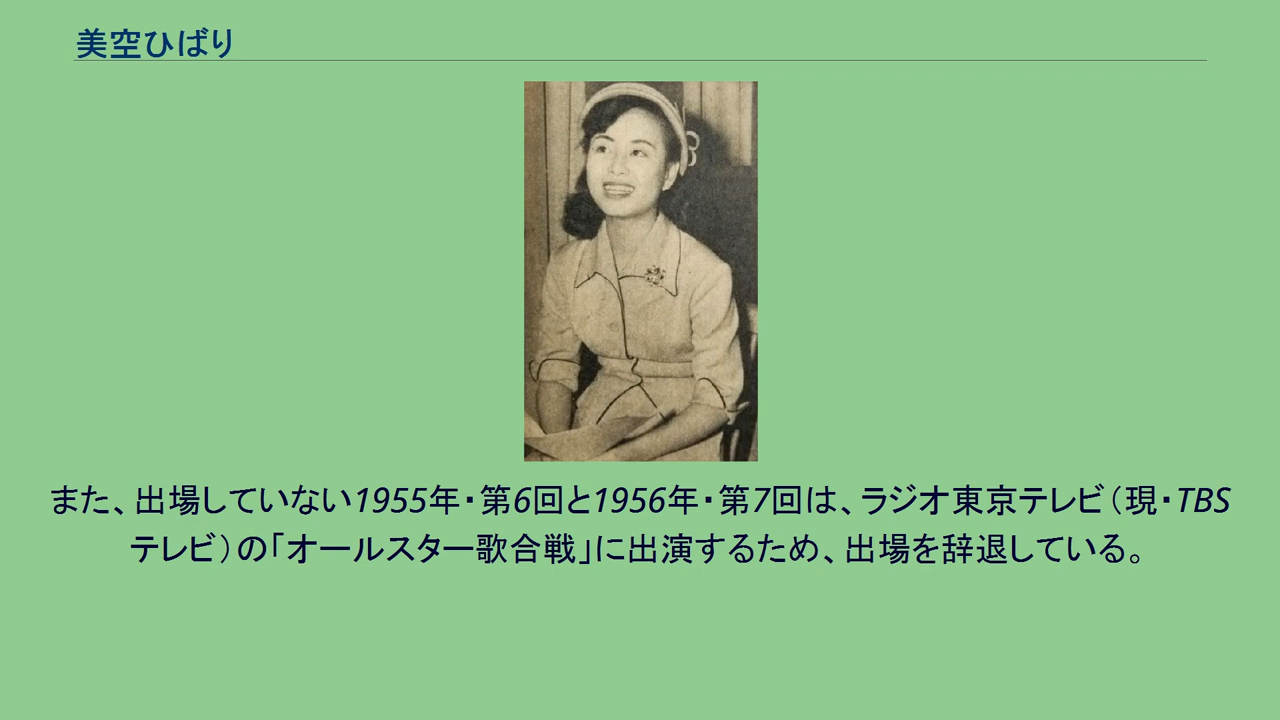 美空ひばり
また、出場していない1955年・第6回と1956年・第7回は、ラジオ東京テレビ（現・TBS
テレビ）の「オールスター歌合戦」に出演するため、出場を辞退している。